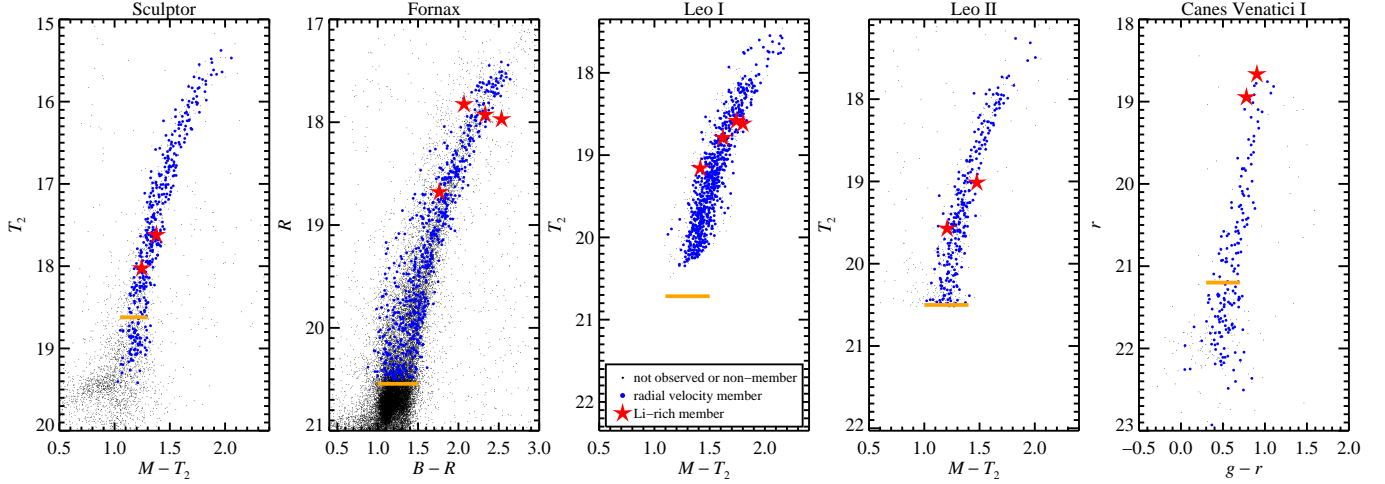 Sculptor
Fornax
Leo I
Leo II
Canes Venatici I
15
16
17
18
19
20
T2
0.5 1.0 1.5 2.0
M − T2
17
18
19
20
21
R
0.5 1.0 1.5 2.0 2.5 3.0
B − R
18
19
20
21
22
T2
0.5 1.0 1.5 2.0
M − T2
not observed or non−member
radial velocity member
Li−rich member
18
19
20
21
22
T2
0.5 1.0 1.5 2.0
M − T2
18
19
20
21
22
23
r
−0.5 0.0 0.5 1.0 1.5 2.0
g − r